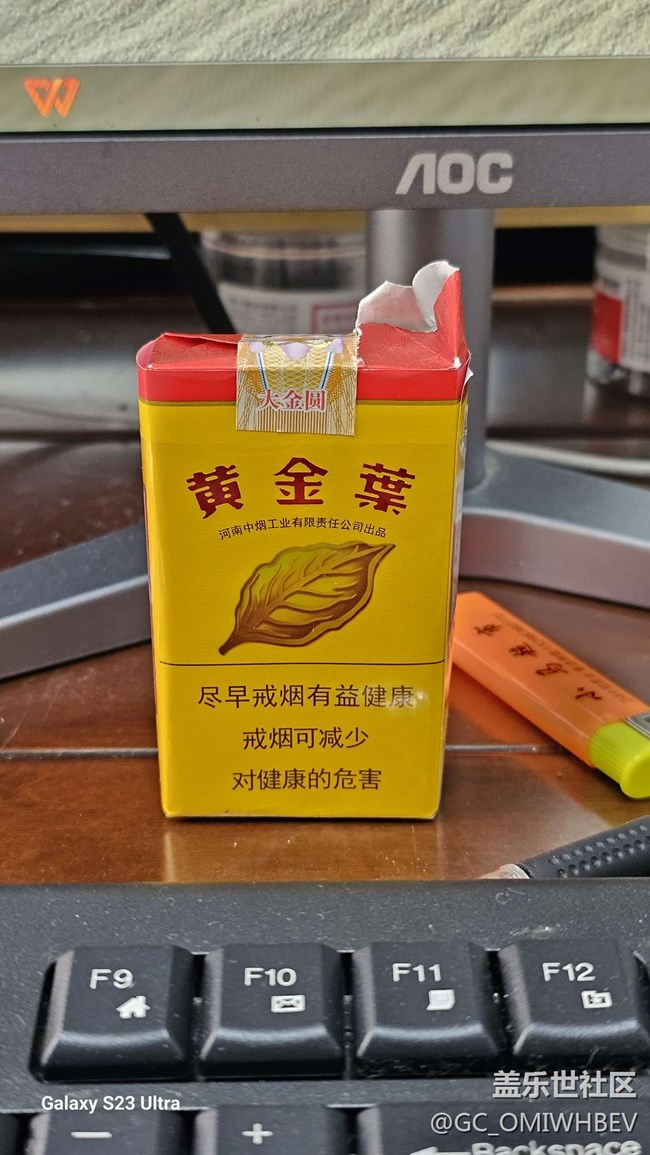 AOC
大金圆
黄金葉
河南中烟工业有限责任公司出品
尽早戒烟有益健康
戒烟可减少
对健康的危害
F9
F10
F11
F12
Galaxy S23 Ultra
盖乐世社区
@GC_OMIWHBEV
Backspace